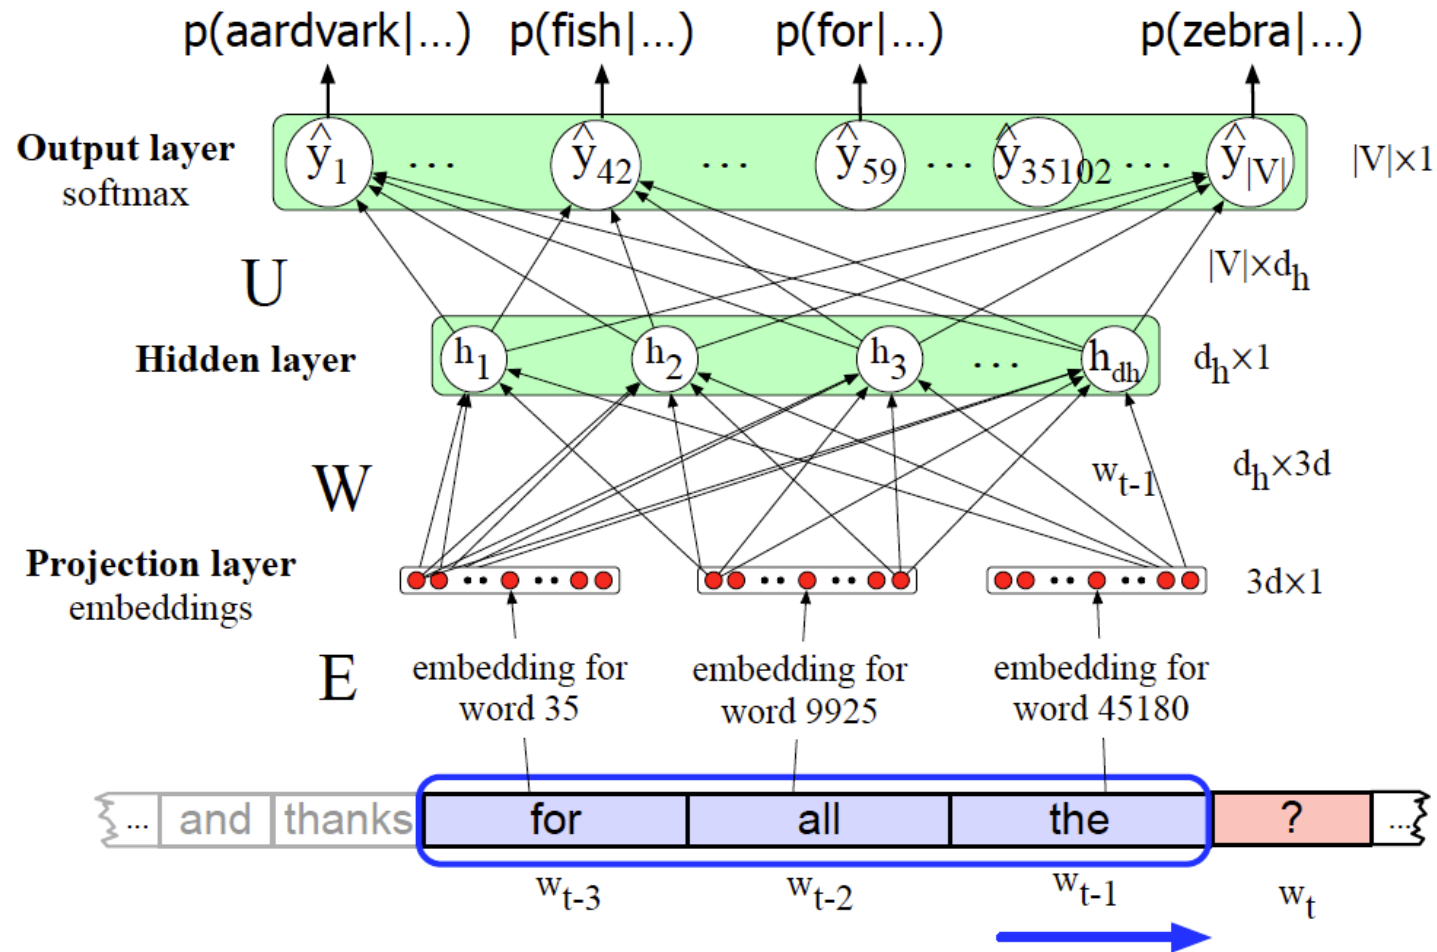 p(aardvark|...) p(fish|...) p(for|...) p(zebra|...)
Output layer
softmax
ŷ1 ... ŷ42 ... ŷ59 ... ŷ35102 ... ŷ|V| |V|×1
U |V|×dh
Hidden layer h1 h2 h3 ... hdh dh×1
W wt-1 dh×3d
Projection layer
embeddings
3d×1
E
embedding for
word 35
embedding for
word 9925
embedding for
word 45180
... and thanks for all the ? ...
wt-3 wt-2 wt-1 wt